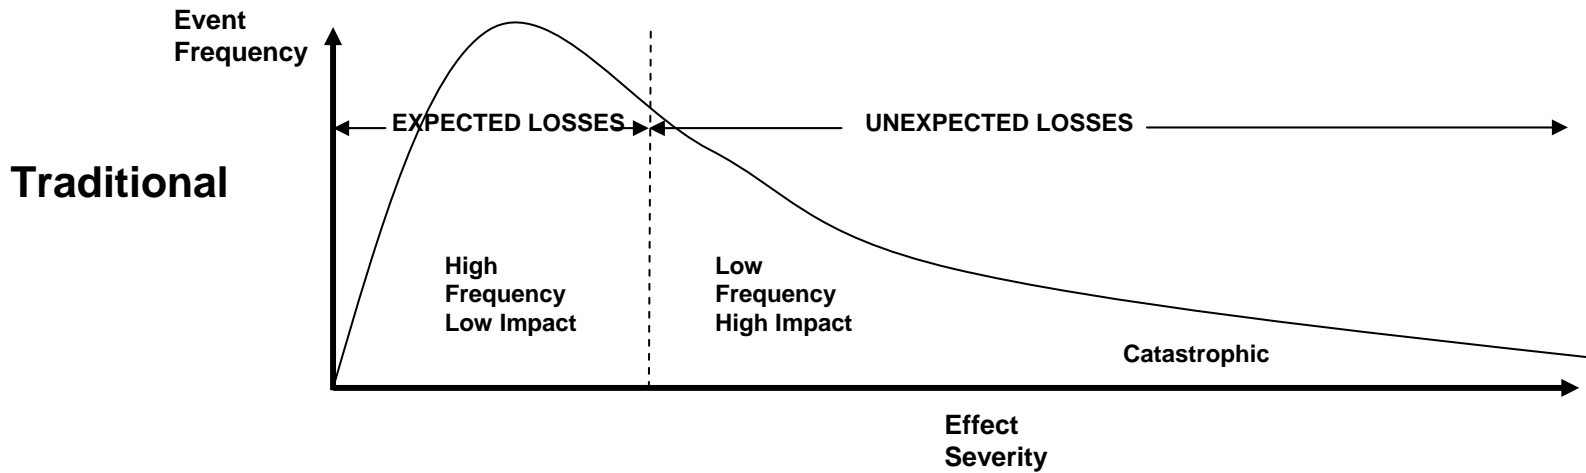 Event
Frequency
EXPECTED LOSSES
UNEXPECTED LOSSES
Traditional
High
Frequency
Low Impact
Low
Frequency
High Impact
Catastrophic
Effect
Severity